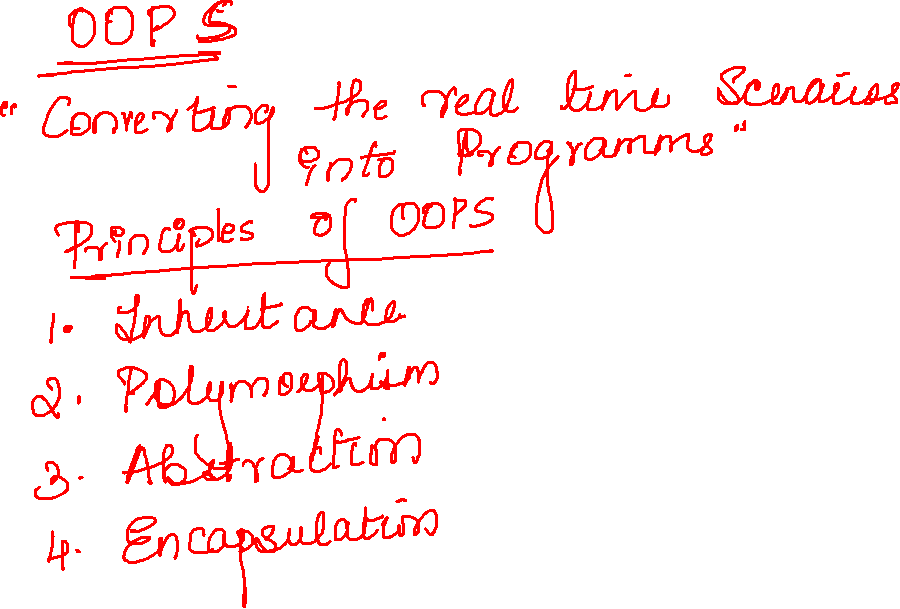 OOPS
"Converting the real time Scenarios
into Programms"
Principles of OOPS
1. Inheritance
2. Polymorphism
3. Abstraction
4. Encapsulation